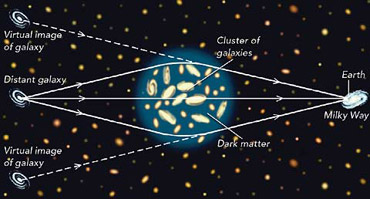 Virtual image
of galaxy
Cluster of
galaxies
Distant galaxy
Earth
Milky Way
Virtual image
of galaxy
Dark matter